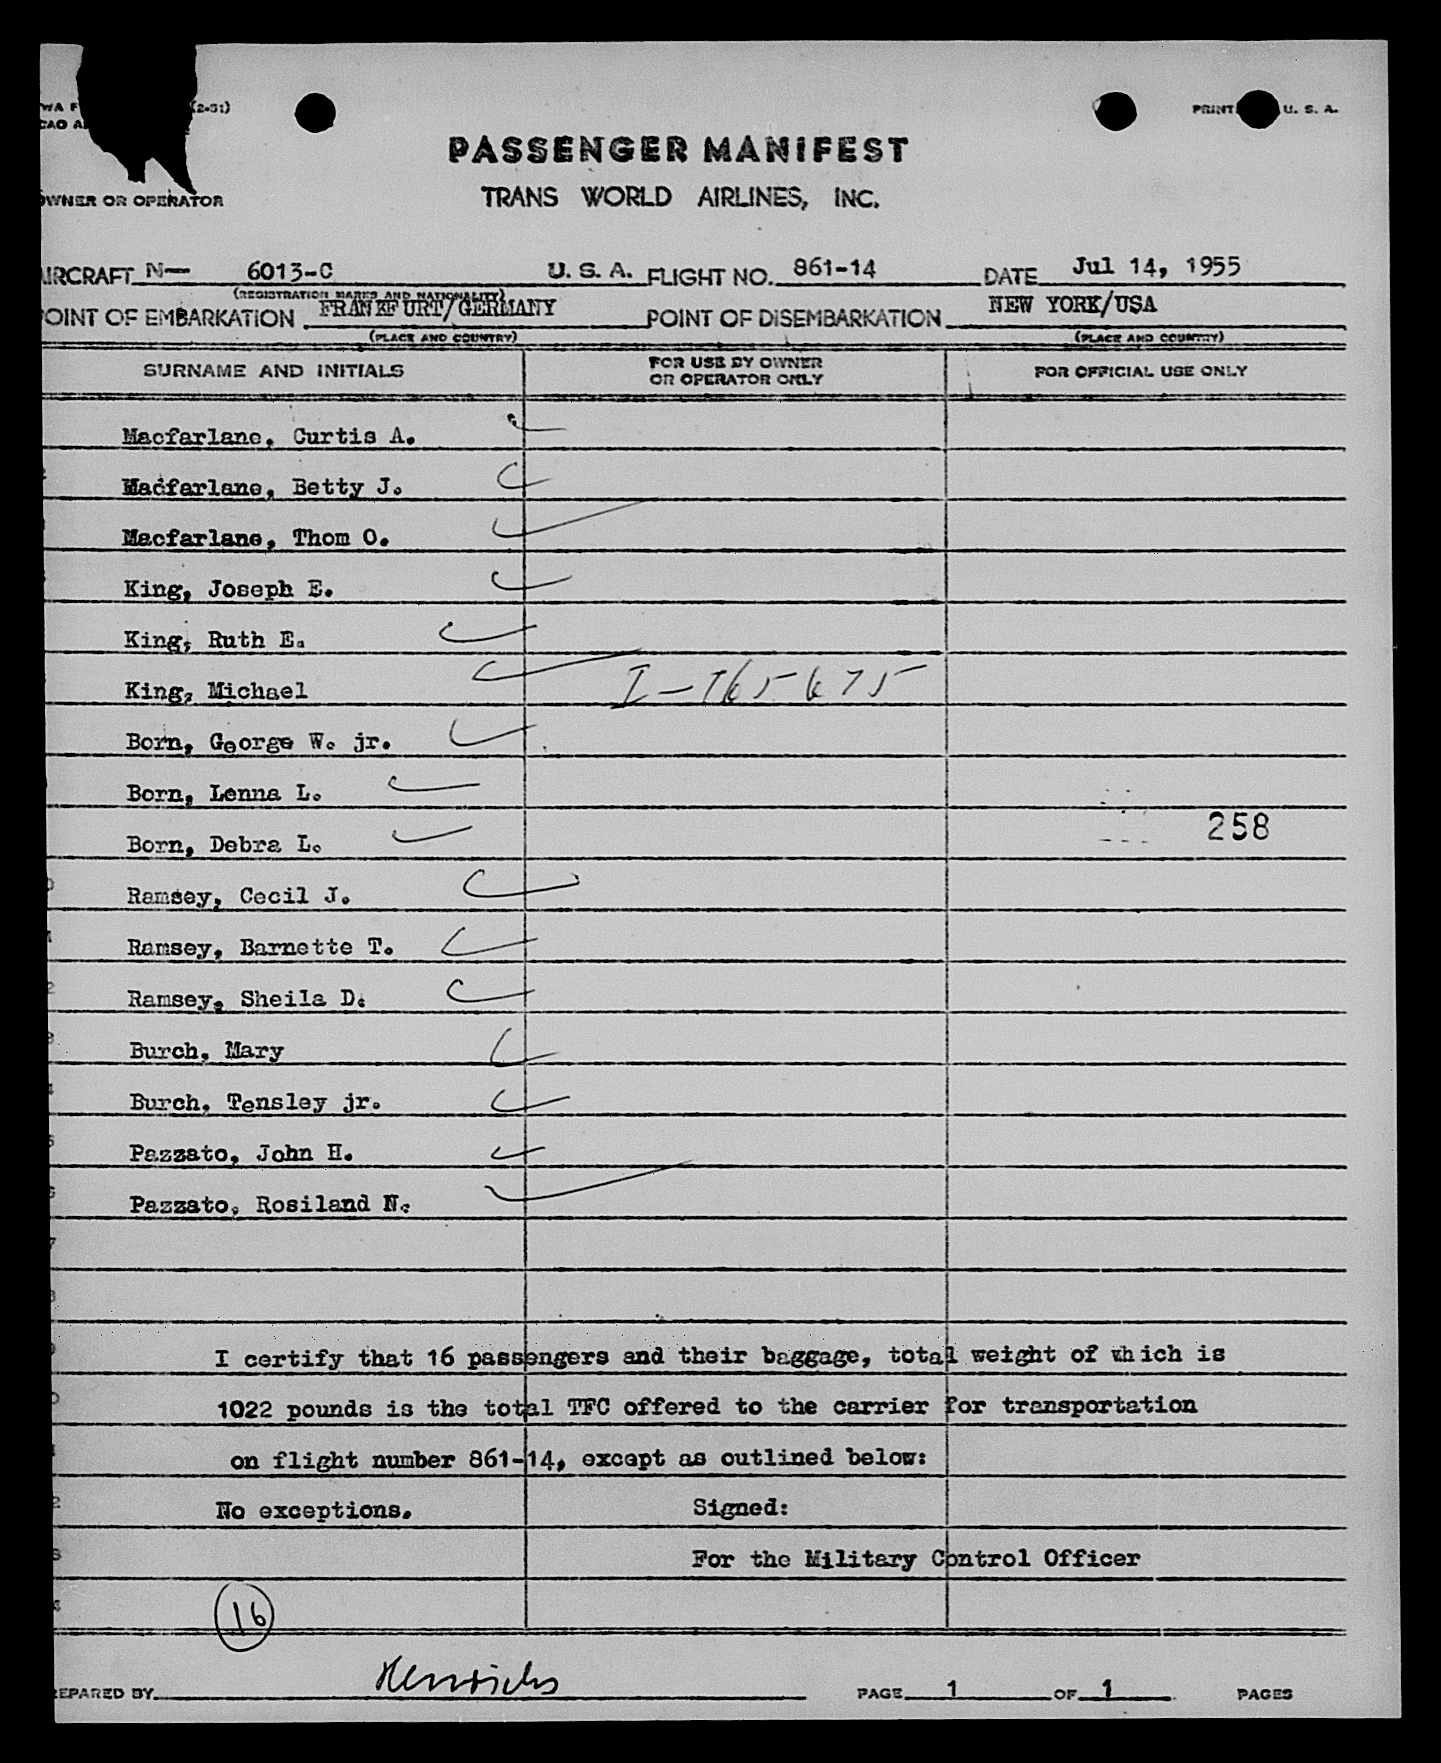 (2-51)
PRINT U. S. A.
PASSENGER MANIFEST
TRANS WORLD AIRLINES, INC.
OWNER OR OPERATOR
AIRCRAFT N— 6013-C U. S. A. FLIGHT NO. 861-14 DATE Jul 14, 1955
(REGISTRATION MARKS AND NATIONALITY)
POINT OF EMBARKATION FRANKFURT/GERMANY POINT OF DISEMBARKATION NEW YORK/USA
(PLACE AND COUNTRY) (PLACE AND COUNTRY)
SURNAME AND INITIALS FOR USE BY OWNER OR OPERATOR ONLY FOR OFFICIAL USE ONLY
Macfarlane, Curtis A.
Macfarlane, Betty J.
Macfarlane, Thom O.
King, Joseph E.
King, Ruth E.
King, Michael I-765675
Born, George W. jr.
Born, Lenna L.
258
Born, Debra L.
Ramsey, Cecil J.
Ramsey, Barnette T.
Ramsey, Sheila D.
Burch, Mary
Burch, Tensley jr.
Pazzato, John H.
Pazzato, Rosiland N.
I certify that 16 passengers and their baggage, total weight of which is
1022 pounds is the total TFC offered to the carrier for transportation
on flight number 861-14, except as outlined below:
No exceptions. Signed:
For the Military Control Officer
16
PREPARED BY Henrichs PAGE 1 OF 1 PAGES